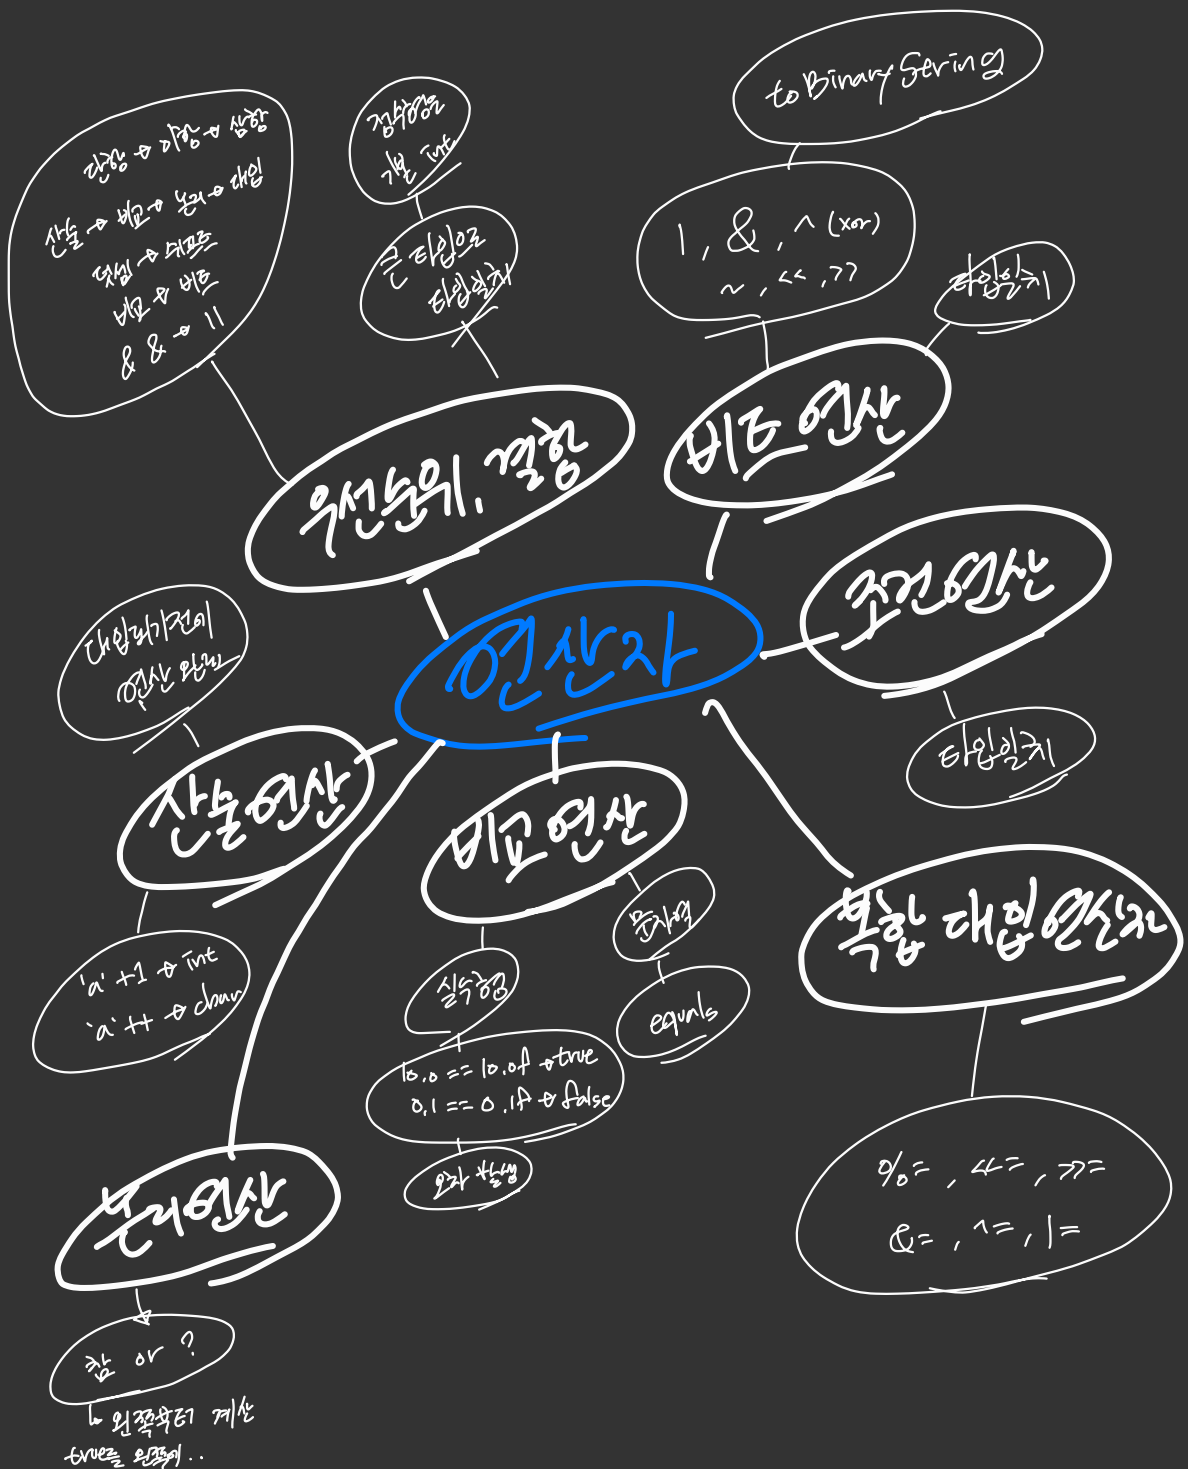 toBinaryString
단항 → 이항 → 삼항
산술 → 비교 → 논리 → 대입
덧셈 → 쉬프트
비교 → 비트
&& → ||
정수형은
기본 int
큰 타입으로
타입일치
|, &, ^ (xor)
~, <<, >>
타입일치
우선순위, 결합
비트 연산
조건연산
타입일치
연산자
대입되기전에
연산 완료
산술연산
'a' +1 → int
'a' ++ → char
비교연산
실수형
10.0 == 10.0f → true
0.1 == 0.1f → false
오차 발생
문자열
equals
복합 대입연산자
%=, <<=, >>=
&=, ^=, |=
논리연산
참 or ?
↳ 왼쪽부터 계산
true를 왼쪽에..